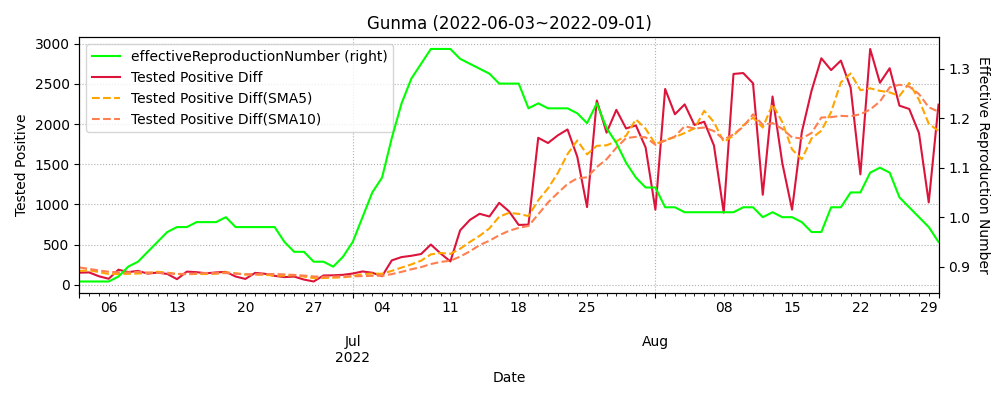 Gunma (2022-06-03~2022-09-01)
effectiveReproductionNumber (right)
Tested Positive Diff
Tested Positive Diff(SMA5)
Tested Positive Diff(SMA10)
Tested Positive
3000
2500
2000
1500
1000
500
0
1.3
1.2
1.1
1.0
0.9
Effective Reproduction Number
06 13 20 27 04 11 18 25 08 15 22 29
Jul Aug
2022
Date